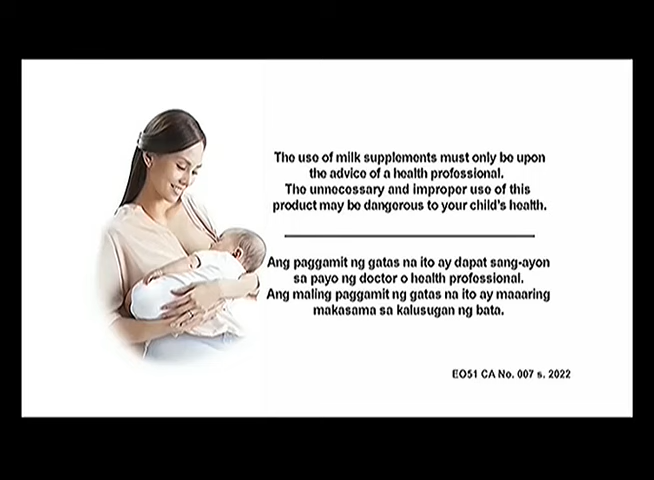 The use of milk supplements must only be upon
the advice of a health professional.
The unnecessary and improper use of this
product may be dangerous to your child's health.
Ang paggamit ng gatas na ito ay dapat sang-ayon
sa payo ng doctor o health professional.
Ang maling paggamit ng gatas na ito ay maaaring
makasama sa kalusugan ng bata.
EO51 CA No. 007 s. 2022